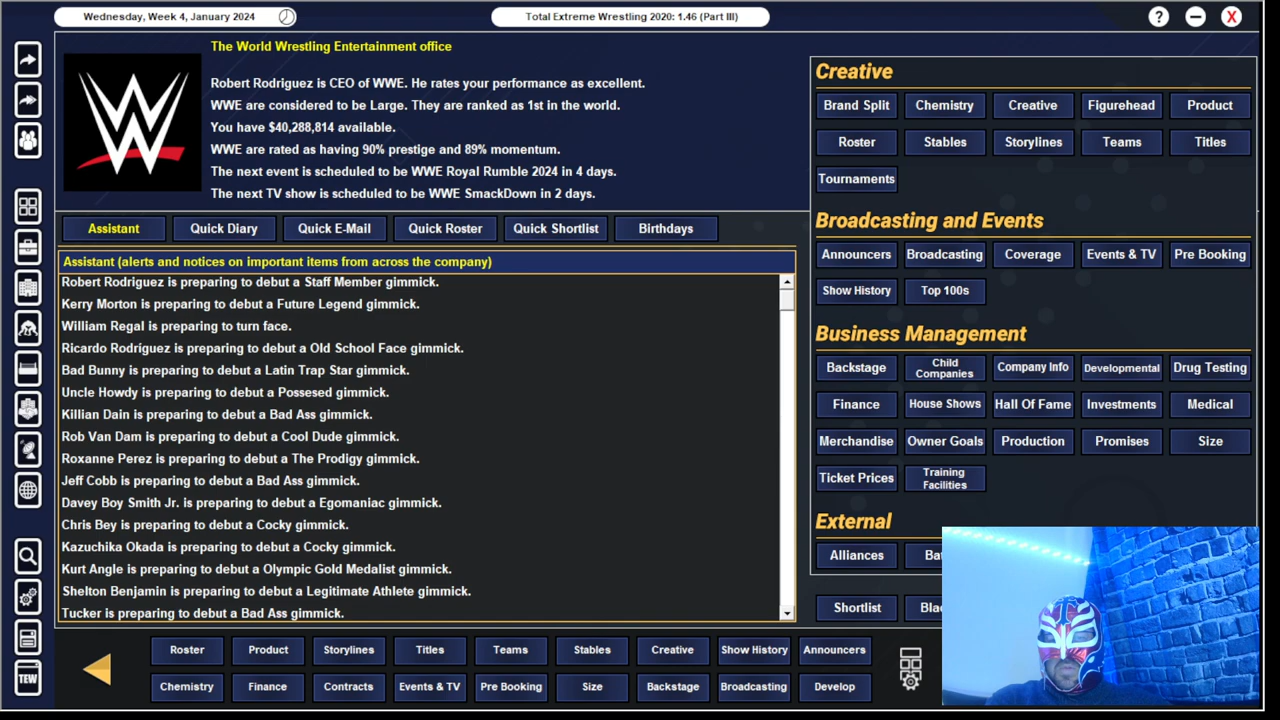 Wednesday, Week 4, January 2024
Total Extreme Wrestling 2020: 1.46 (Part III)
?
X
The World Wrestling Entertainment office
Robert Rodriguez is CEO of WWE. He rates your performance as excellent.
WWE are considered to be Large. They are ranked as 1st in the world.
You have $40,288,814 available.
WWE are rated as having 90% prestige and 89% momentum.
The next event is scheduled to be WWE Royal Rumble 2024 in 4 days.
The next TV show is scheduled to be WWE SmackDown in 2 days.
Assistant
Quick Diary
Quick E-Mail
Quick Roster
Quick Shortlist
Birthdays
Assistant (alerts and notices on important items from across the company)
Robert Rodriguez is preparing to debut a Staff Member gimmick.
Kerry Morton is preparing to debut a Future Legend gimmick.
William Regal is preparing to turn face.
Ricardo Rodriguez is preparing to debut a Old School Face gimmick.
Bad Bunny is preparing to debut a Latin Trap Star gimmick.
Uncle Howdy is preparing to debut a Possesed gimmick.
Killian Dain is preparing to debut a Bad Ass gimmick.
Rob Van Dam is preparing to debut a Cool Dude gimmick.
Roxanne Perez is preparing to debut a The Prodigy gimmick.
Jeff Cobb is preparing to debut a Bad Ass gimmick.
Davey Boy Smith Jr. is preparing to debut a Egomaniac gimmick.
Chris Bey is preparing to debut a Cocky gimmick.
Kazuchika Okada is preparing to debut a Cocky gimmick.
Kurt Angle is preparing to debut a Olympic Gold Medalist gimmick.
Shelton Benjamin is preparing to debut a Legitimate Athlete gimmick.
Tucker is preparing to debut a Bad Ass gimmick.
Creative
Brand Split
Chemistry
Creative
Figurehead
Product
Roster
Stables
Storylines
Teams
Titles
Tournaments
Broadcasting and Events
Announcers
Broadcasting
Coverage
Events & TV
Pre Booking
Show History
Top 100s
Business Management
Backstage
Child
Companies
Company Info
Developmental
Drug Testing
Finance
House Shows
Hall Of Fame
Investments
Medical
Merchandise
Owner Goals
Production
Promises
Size
Ticket Prices
Training
Facilities
External
Alliances
Shortlist
Roster
Product
Storylines
Titles
Teams
Stables
Creative
Show History
Announcers
Chemistry
Finance
Contracts
Events & TV
Pre Booking
Size
Backstage
Broadcasting
Develop
TEW